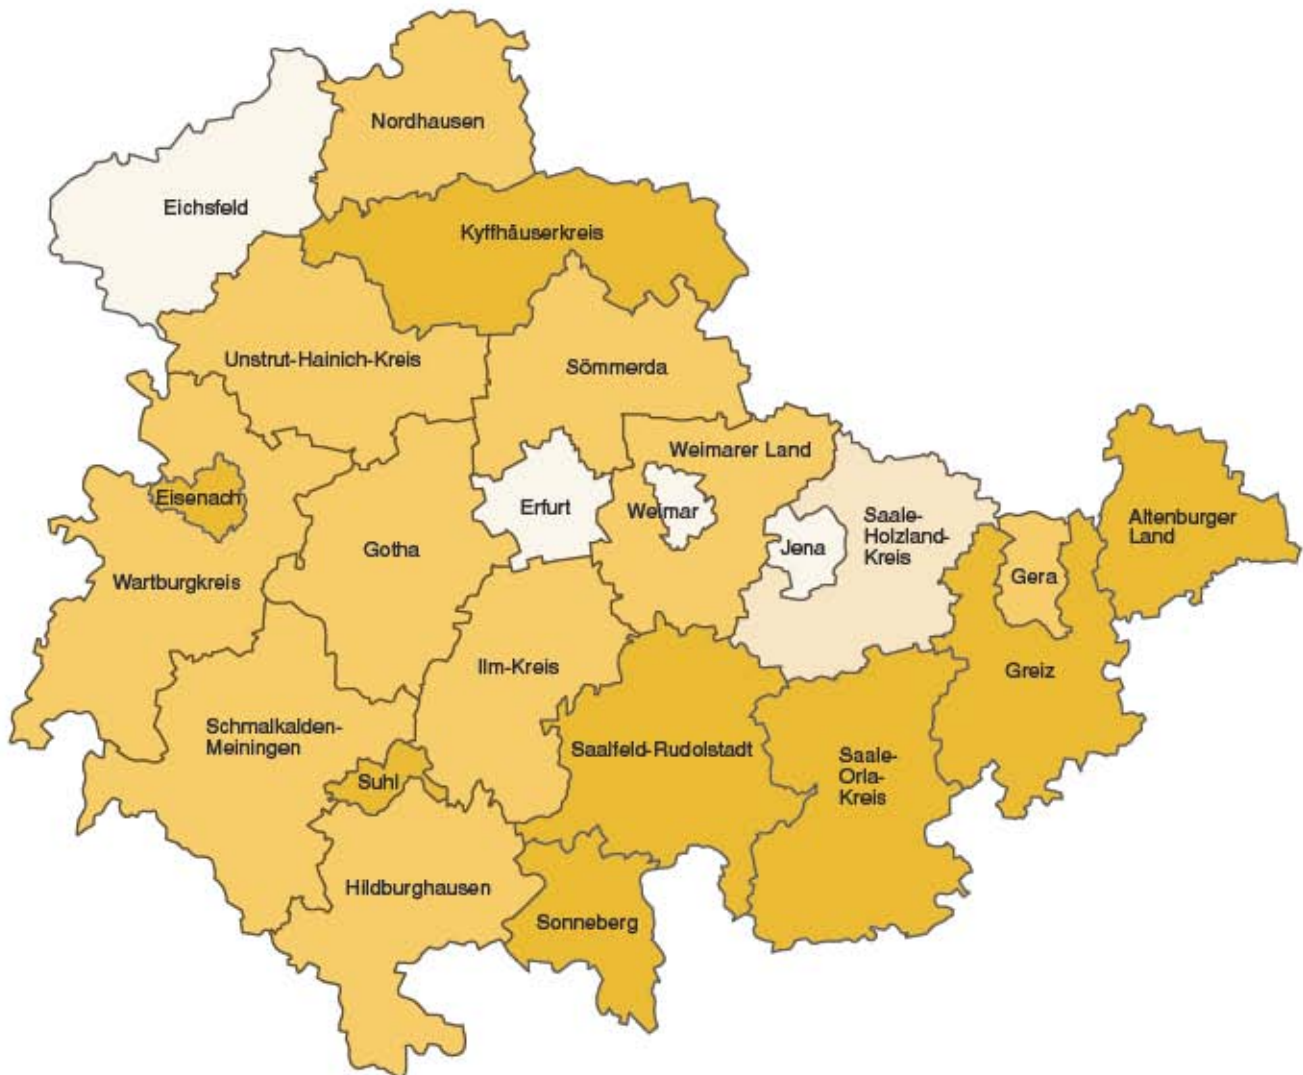 Nordhausen
Eichsfeld
Kyffhäuserkreis
Unstrut-Hainich-Kreis
Sömmerda
Weimarer Land
Eisenach
Erfurt
Weimar
Saale-
Holzland-
Kreis
Altenburger
Land
Gotha
Jena
Wartburgkreis
Gera
Ilm-Kreis
Greiz
Schmalkalden-
Meiningen
Saalfeld-Rudolstadt
Saale-
Orla-
Kreis
Suhl
Hildburghausen
Sonneberg